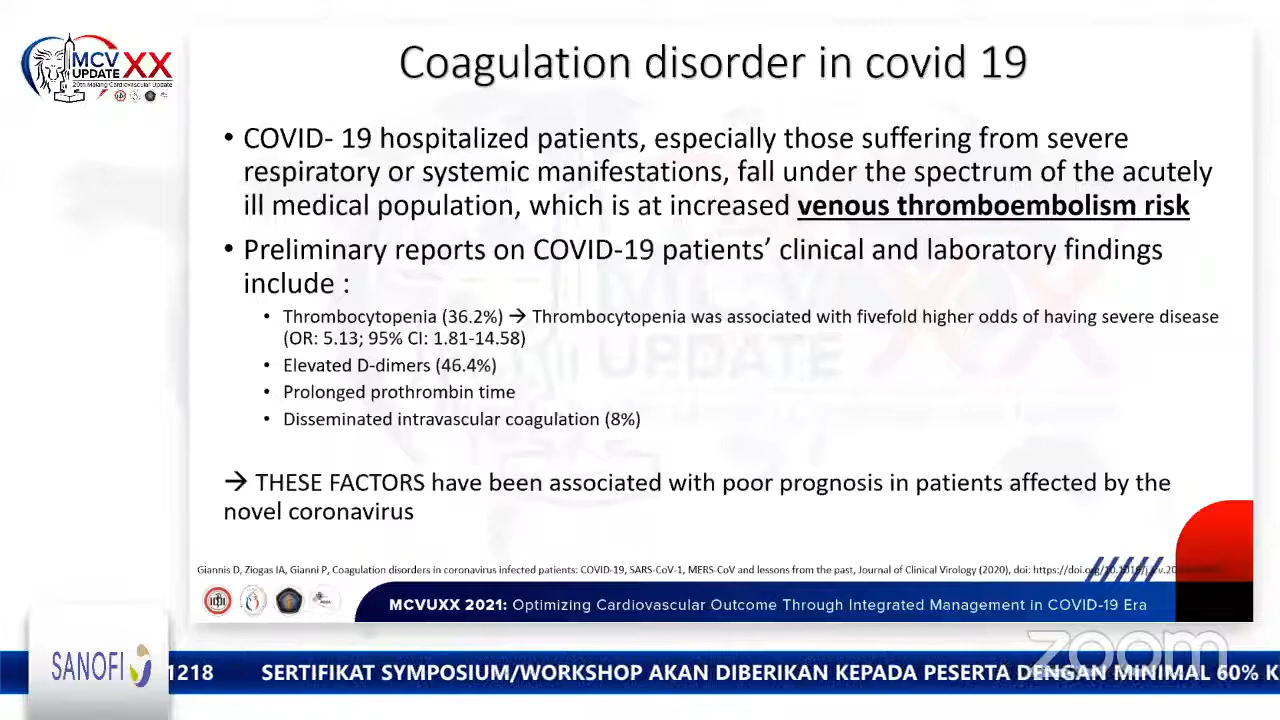 Coagulation disorder in covid 19
MCV
UPDATE
XX
20th Malang Cardiovascular Update
• COVID- 19 hospitalized patients, especially those suffering from severe
respiratory or systemic manifestations, fall under the spectrum of the acutely
ill medical population, which is at increased venous thromboembolism risk
• Preliminary reports on COVID-19 patients’ clinical and laboratory findings
include :
• Thrombocytopenia (36.2%) → Thrombocytopenia was associated with fivefold higher odds of having severe disease
(OR: 5.13; 95% CI: 1.81-14.58)
• Elevated D-dimers (46.4%)
• Prolonged prothrombin time
• Disseminated intravascular coagulation (8%)
→ THESE FACTORS have been associated with poor prognosis in patients affected by the
novel coronavirus
Giannis D, Ziogas IA, Gianni P, Coagulation disorders in coronavirus infected patients: COVID-19, SARS-CoV-1, MERS-CoV and lessons from the past, Journal of Clinical Virology (2020), doi:
MCVUXX 2021: Optimizing Cardiovascular Outcome Through Integrated Management in COVID-19 Era
zoom
SANOFI
1218 SERTIFIKAT SYMPOSIUM/WORKSHOP AKAN DIBERIKAN KEPADA PESERTA DENGAN MINIMAL 60% K